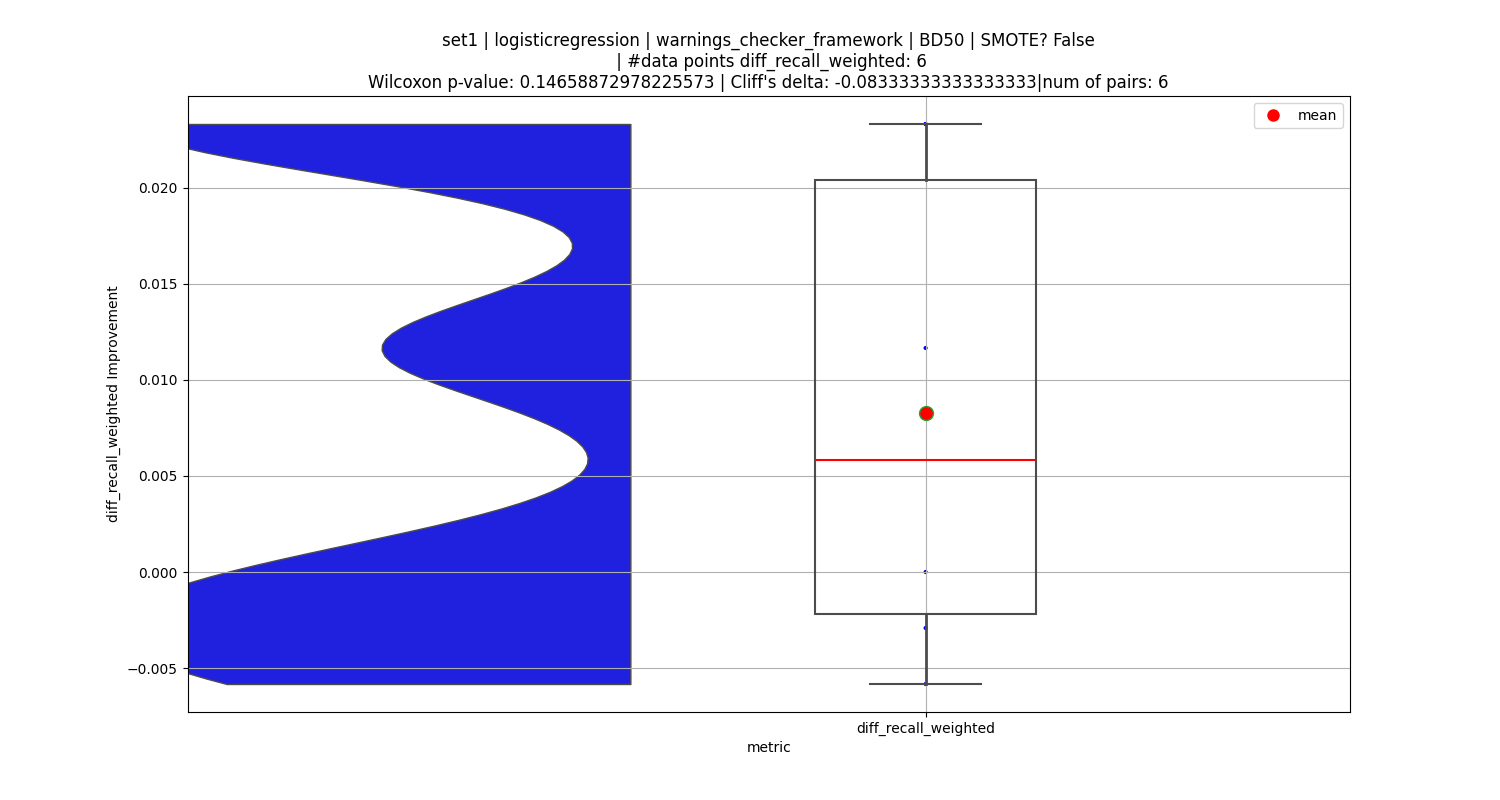 set1 | logisticregression | warnings_checker_framework | BD50 | SMOTE? False
| #data points diff_recall_weighted: 6
Wilcoxon p-value: 0.14658872978225573 | Cliff's delta: -0.08333333333333333|num of pairs: 6
mean
0.020
0.015
0.010
0.005
0.000
−0.005
diff_recall_weighted Improvement
diff_recall_weighted
metric